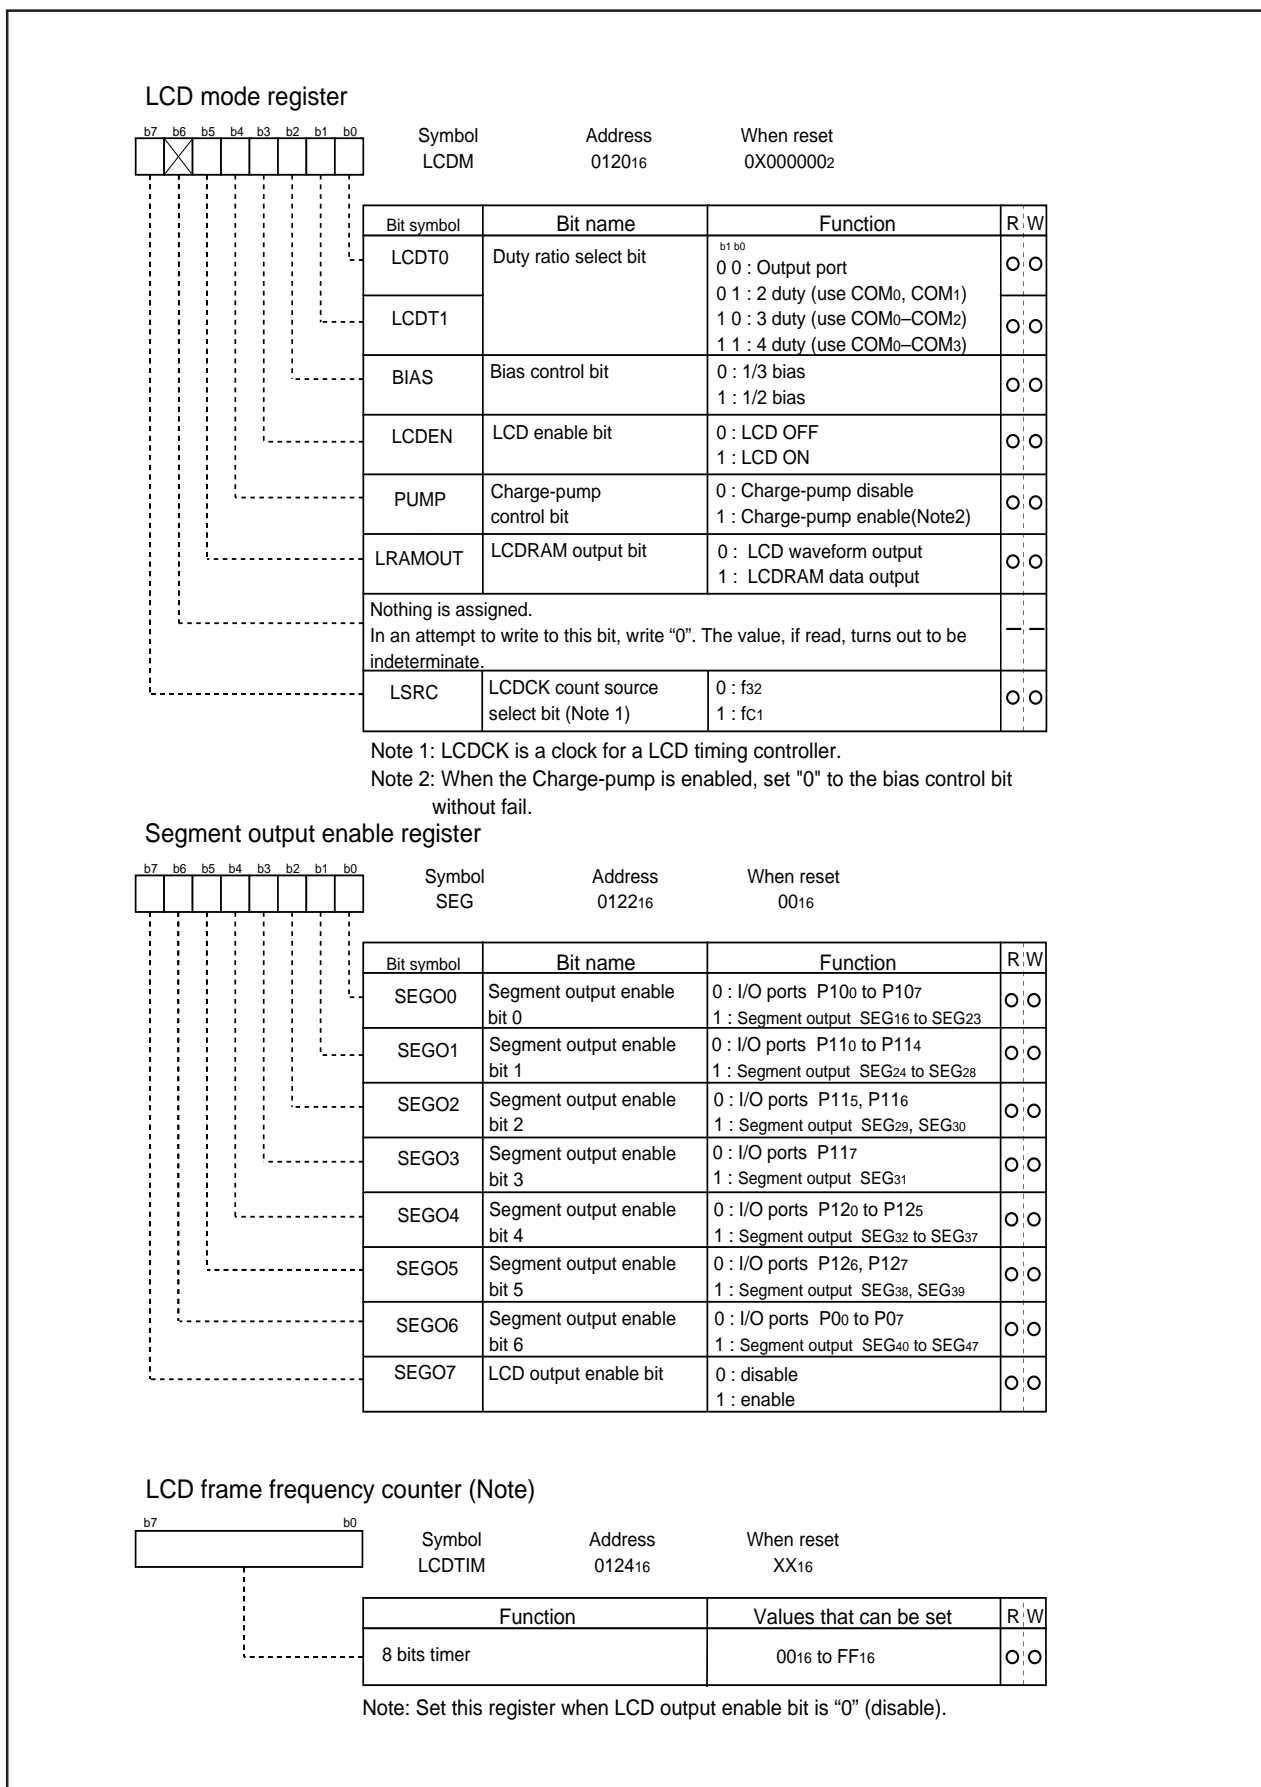 LCD mode register
b7 b6 b5 b4 b3 b2 b1 b0
Symbol Address When reset
LCDM 012016 0X0000002
Bit symbol Bit name Function R W
LCDT0 Duty ratio select bit b1 b0
0 0 : Output port
0 1 : 2 duty (use COM0, COM1)
LCDT1 1 0 : 3 duty (use COM0–COM2)
1 1 : 4 duty (use COM0–COM3)
BIAS Bias control bit 0 : 1/3 bias
1 : 1/2 bias
LCDEN LCD enable bit 0 : LCD OFF
1 : LCD ON
PUMP Charge-pump 0 : Charge-pump disable
control bit 1 : Charge-pump enable(Note2)
LRAMOUT LCDRAM output bit 0 : LCD waveform output
1 : LCDRAM data output
Nothing is assigned.
In an attempt to write to this bit, write “0”. The value, if read, turns out to be
indeterminate.
LSRC LCDCK count source 0 : f32
select bit (Note 1) 1 : fC1
Note 1: LCDCK is a clock for a LCD timing controller.
Note 2: When the Charge-pump is enabled, set "0" to the bias control bit
without fail.
Segment output enable register
b7 b6 b5 b4 b3 b2 b1 b0
Symbol Address When reset
SEG 012216 0016
Bit symbol Bit name Function R W
SEGO0 Segment output enable 0 : I/O ports P100 to P107
bit 0 1 : Segment output SEG16 to SEG23
SEGO1 Segment output enable 0 : I/O ports P110 to P114
bit 1 1 : Segment output SEG24 to SEG28
SEGO2 Segment output enable 0 : I/O ports P115, P116
bit 2 1 : Segment output SEG29, SEG30
SEGO3 Segment output enable 0 : I/O ports P117
bit 3 1 : Segment output SEG31
SEGO4 Segment output enable 0 : I/O ports P120 to P125
bit 4 1 : Segment output SEG32 to SEG37
SEGO5 Segment output enable 0 : I/O ports P126, P127
bit 5 1 : Segment output SEG38, SEG39
SEGO6 Segment output enable 0 : I/O ports P00 to P07
bit 6 1 : Segment output SEG40 to SEG47
SEGO7 LCD output enable bit 0 : disable
1 : enable
LCD frame frequency counter (Note)
b7 b0
Symbol Address When reset
LCDTIM 012416 XX16
Function Values that can be set R W
8 bits timer 0016 to FF16
Note: Set this register when LCD output enable bit is “0” (disable).